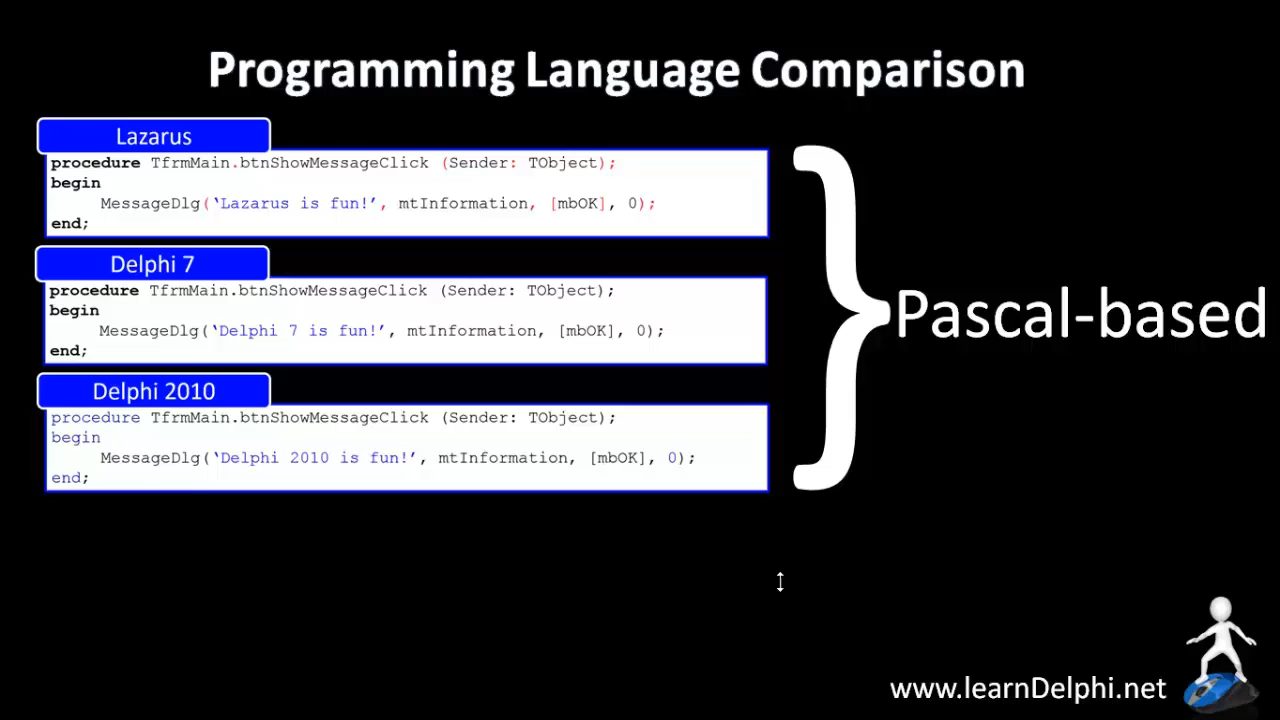 Programming Language Comparison
Lazarus
procedure TfrmMain.btnShowMessageClick (Sender: TObject);
begin
MessageDlg(‘Lazarus is fun!’, mtInformation, [mbOK], 0);
end;
Delphi 7
procedure TfrmMain.btnShowMessageClick (Sender: TObject);
begin
MessageDlg(‘Delphi 7 is fun!’, mtInformation, [mbOK], 0);
end;
Delphi 2010
procedure TfrmMain.btnShowMessageClick (Sender: TObject);
begin
MessageDlg(‘Delphi 2010 is fun!’, mtInformation, [mbOK], 0);
end;
}
Pascal-based
www.learnDelphi.net